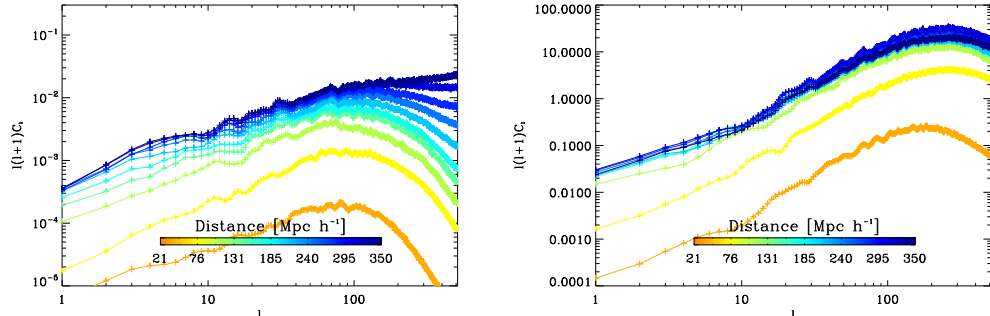 10⁻¹
10⁻²
10⁻³
10⁻⁴
10⁻⁵
l(l+1)Cₗ
Distance [Mpc h⁻¹]
21 76 131 185 240 295 350
1 10 100
l
100.0000
10.0000
1.0000
0.1000
0.0100
0.0010
0.0001
l(l+1)Cₗ
Distance [Mpc h⁻¹]
21 76 131 185 240 295 350
1 10 100